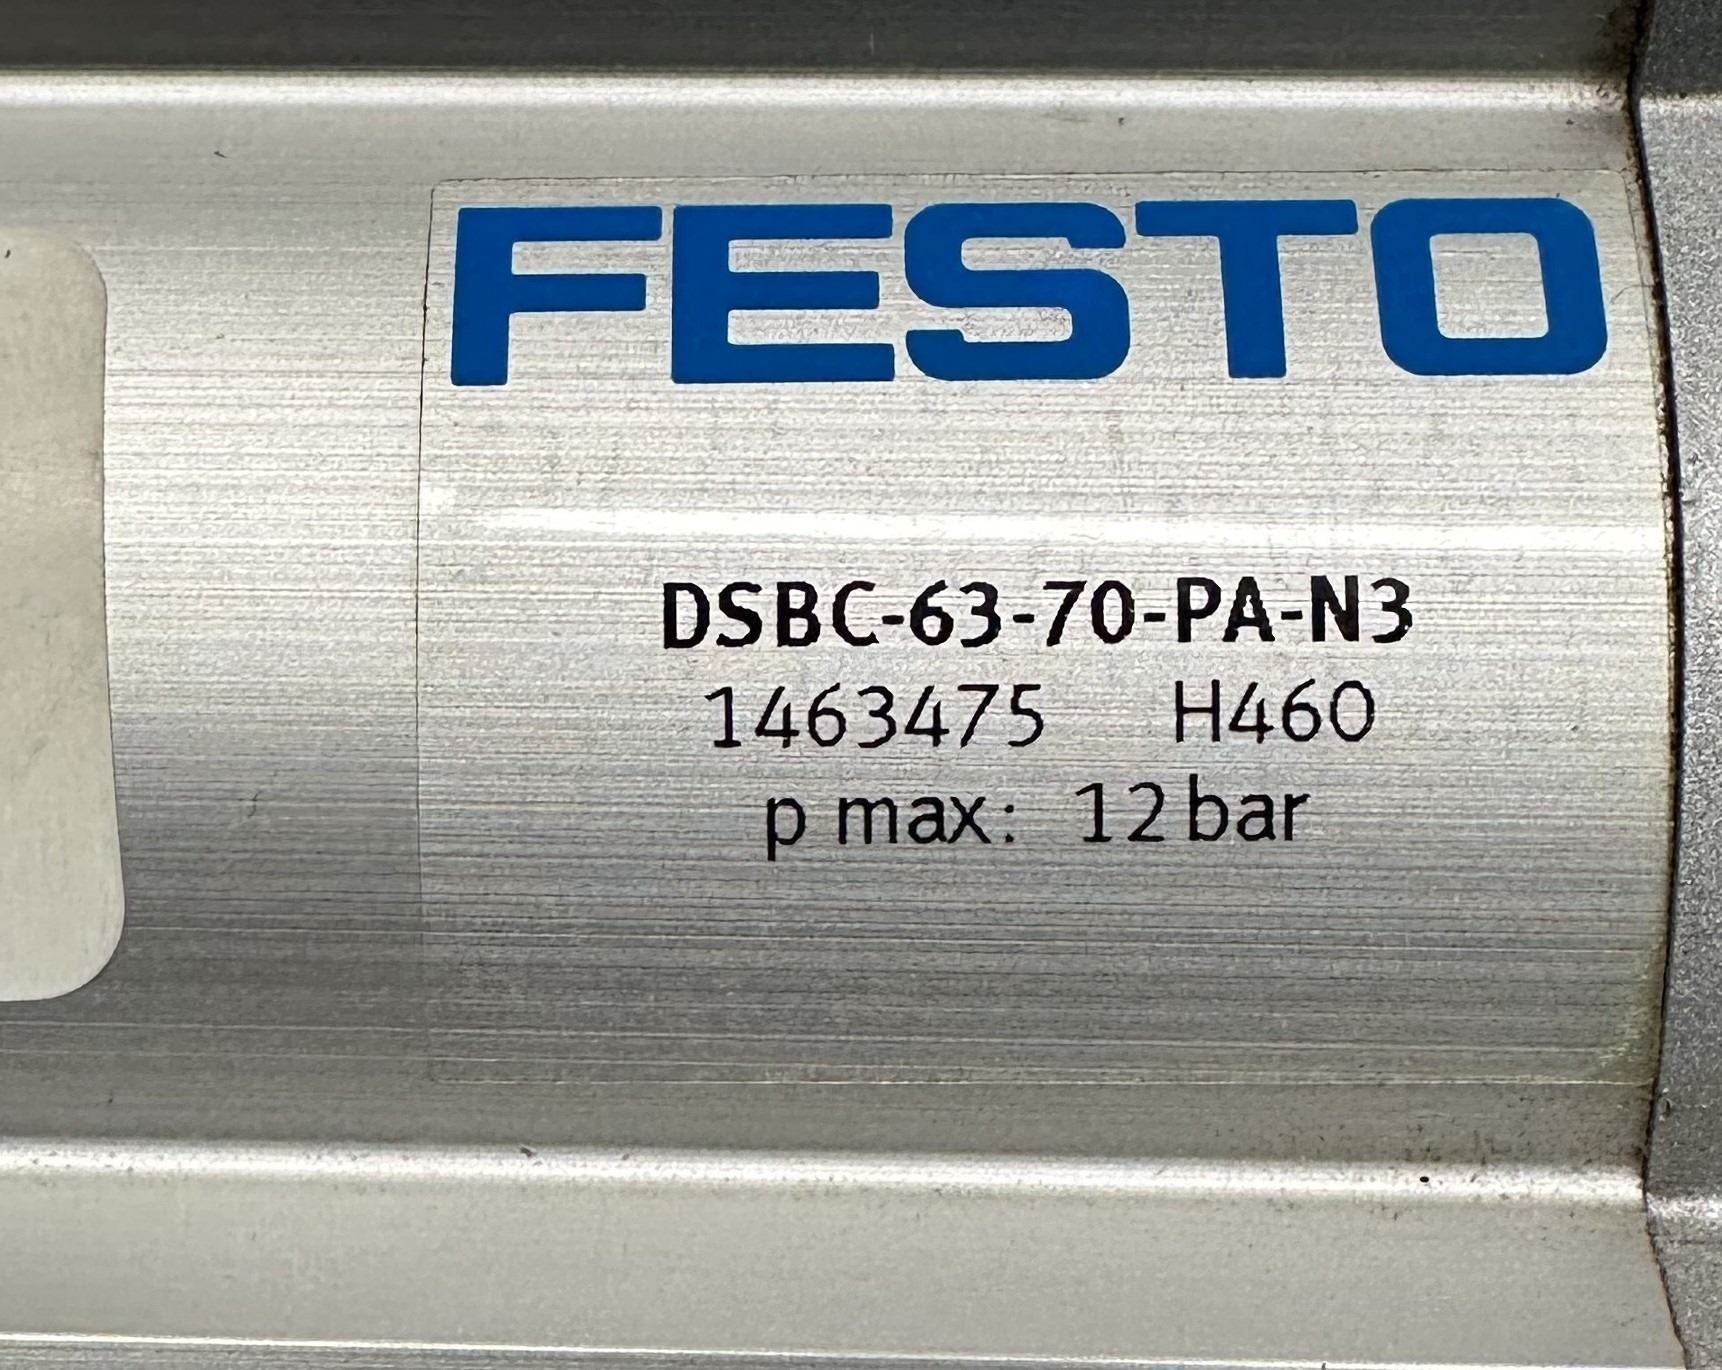 FESTO
DSBC-63-70-PA-N3
1463475 H460
p max: 12 bar